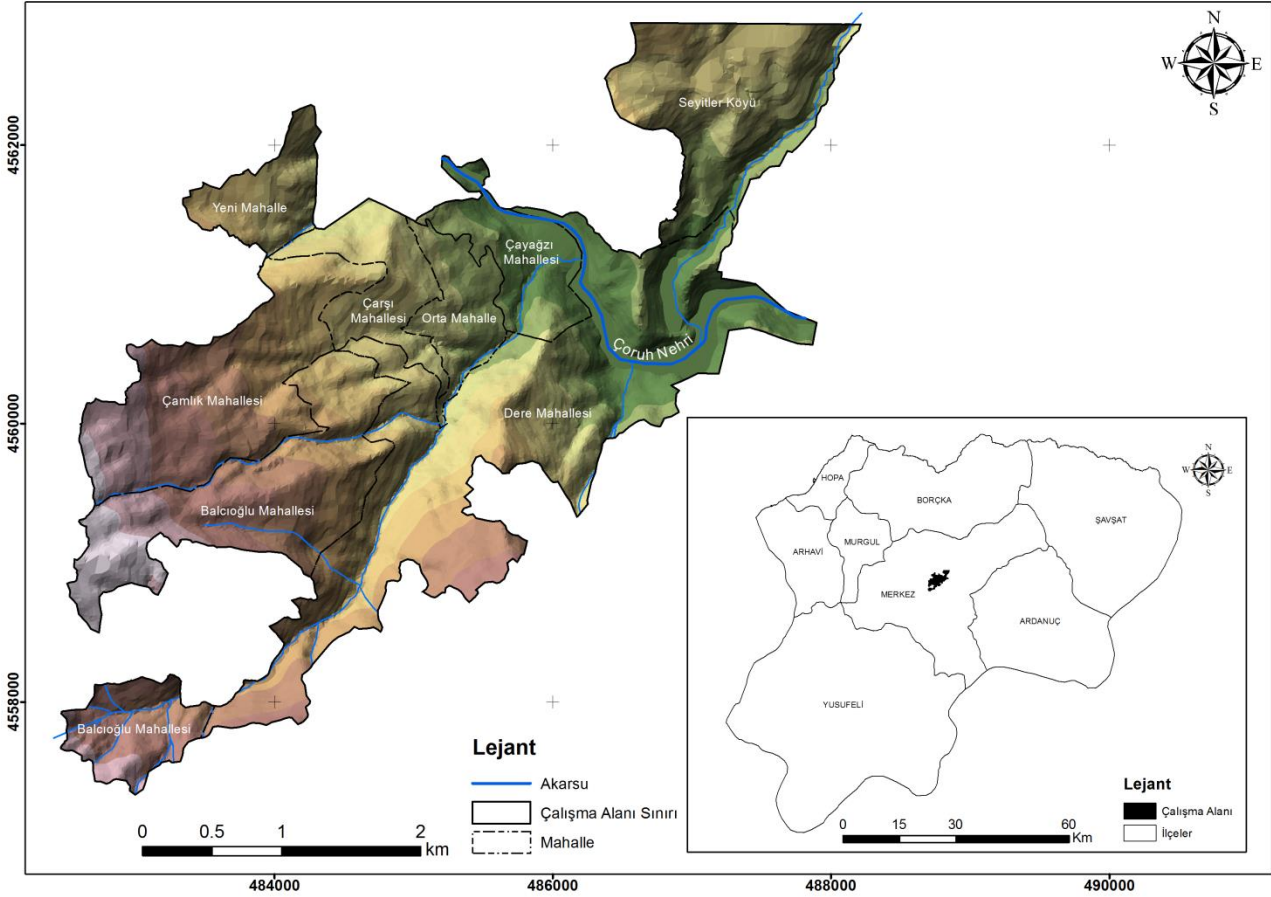 N
W
E
S
Seyitler Köyü
4562000
Yeni Mahalle
Çayağzı
Mahallesi
Çarşı
Mahallesi
Orta Mahalle
Çoruh Nehri
Çamlık Mahallesi
Dere Mahallesi
4560000
Balcıoğlu Mahallesi
4558000
Balcıoğlu Mahallesi
Lejant
Akarsu
Çalışma Alanı Sınırı
Mahalle
0 0.5 1 2
km
484000 486000 488000 490000
N
W
E
S
HOPA
BORÇKA
ŞAVŞAT
ARHAVİ
MURGUL
MERKEZ
ARDANUÇ
YUSUFELİ
Lejant
Çalışma Alanı
İlçeler
0 15 30 60
Km